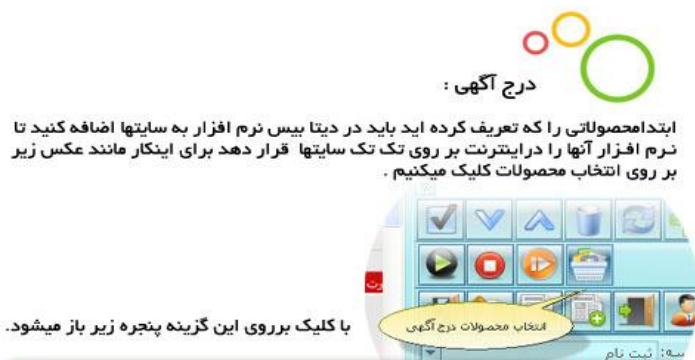 درج آگهی :
ابتدامحصولاتی را که تعریف کرده اید باید در دیتا بیس نرم افزار به سایتها اضافه کنید تا
نرم افزار آنها را دراینترنت بر روی تک تک سایتها قرار دهد برای اینکار مانند عکس زیر
بر روی انتخاب محصولات کلیک میکنیم .
انتخاب محصولات درج آگهی
با کلیک برروی این گزینه پنجره زیر باز میشود.
ثبت نام